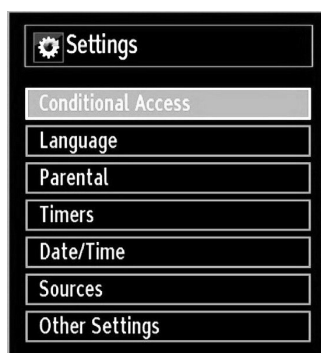 Settings
Conditional Access
Language
Parental
Timers
Date/Time
Sources
Other Settings